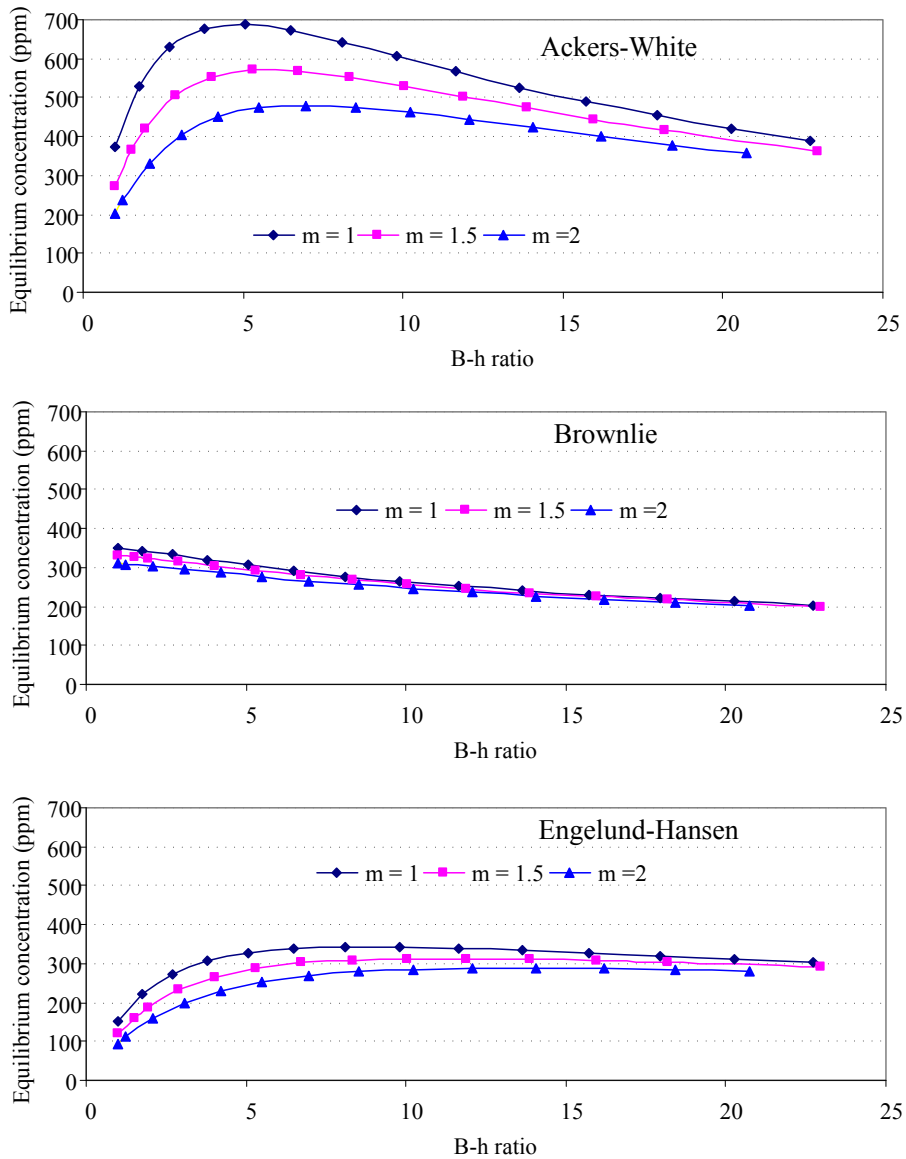 Equilibrium concentration (ppm)
700
600
500
400
300
200
100
0
Ackers-White
m = 1 m = 1.5 m =2
0 5 10 15 20 25
B-h ratio
Equilibrium concentration (ppm)
700
600
500
400
300
200
100
0
Brownlie
m = 1 m = 1.5 m =2
0 5 10 15 20 25
B-h ratio
Equilibrium concentration (ppm)
700
600
500
400
300
200
100
0
Engelund-Hansen
m = 1 m = 1.5 m =2
0 5 10 15 20 25
B-h ratio